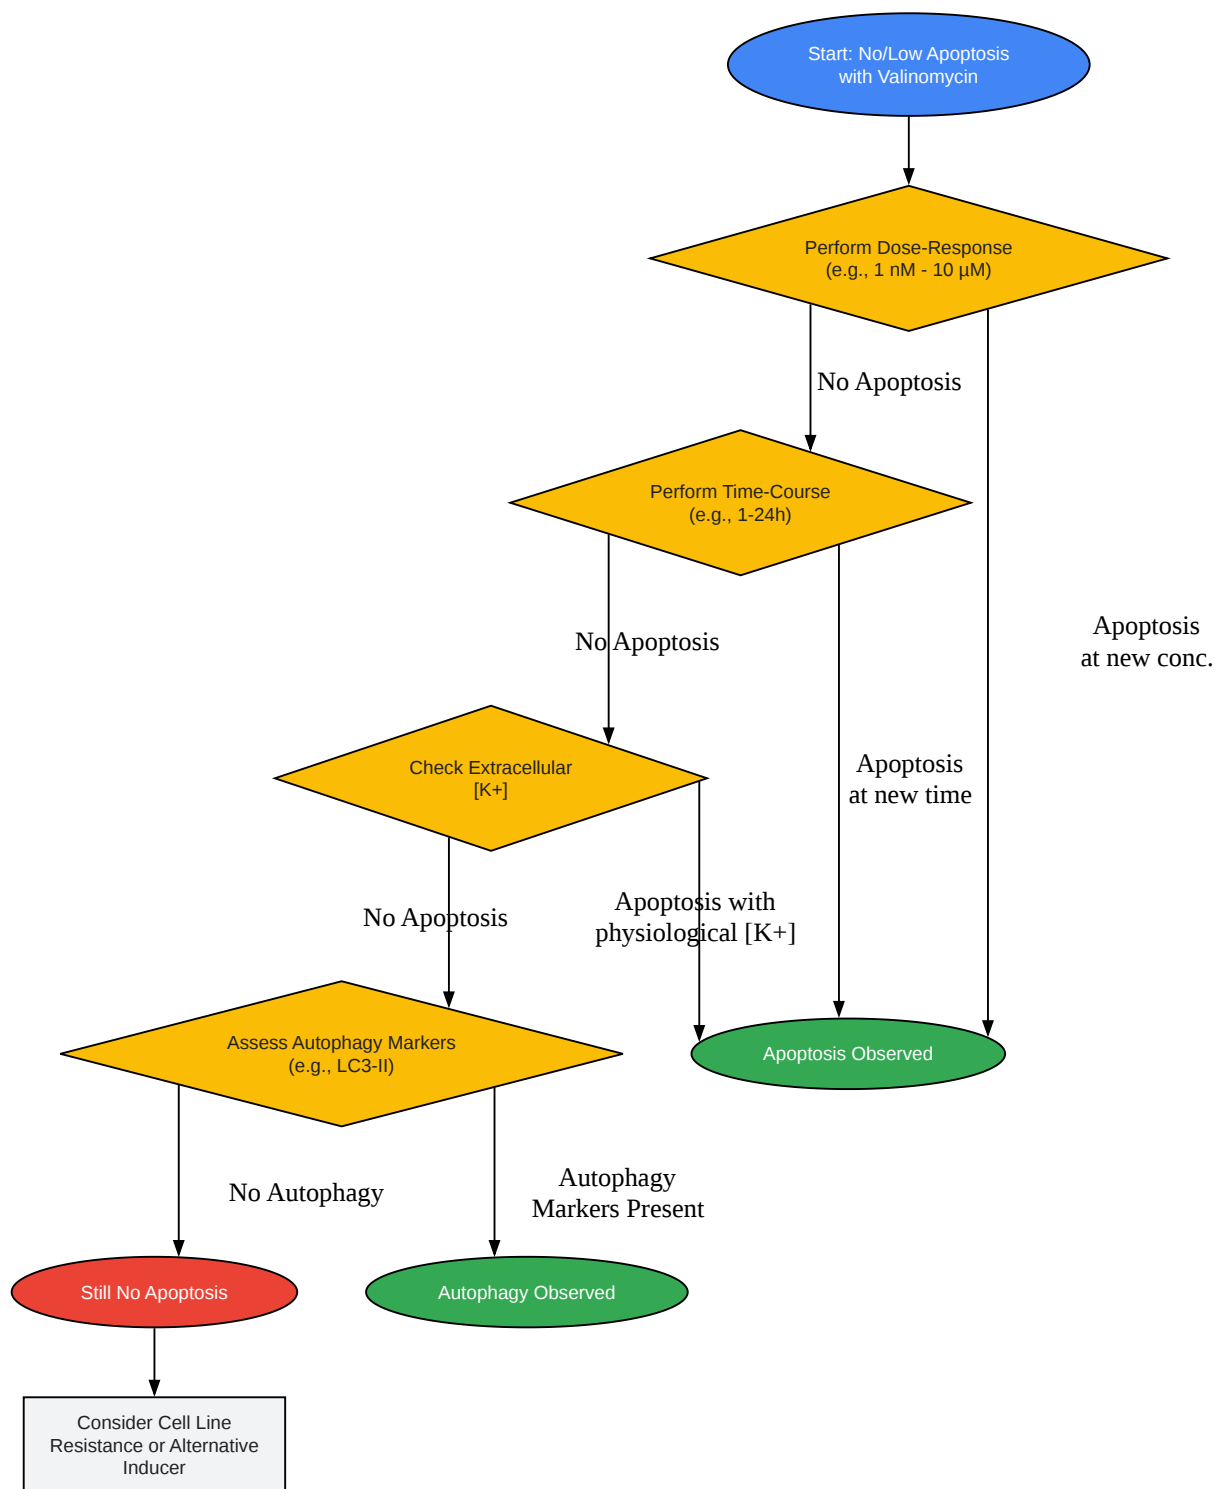 Start: No/Low Apoptosis
with Valinomycin
Perform Dose-Response
(e.g., 1 nM - 10 µM)
No Apoptosis
Perform Time-Course
(e.g., 1-24h)
Apoptosis
at new conc.
No Apoptosis
Check Extracellular
[K+]
Apoptosis
at new time
No Apoptosis
Apoptosis with
physiological [K+]
Assess Autophagy Markers
(e.g., LC3-II)
Apoptosis Observed
No Autophagy
Autophagy
Markers Present
Still No Apoptosis
Autophagy Observed
Consider Cell Line
Resistance or Alternative
Inducer